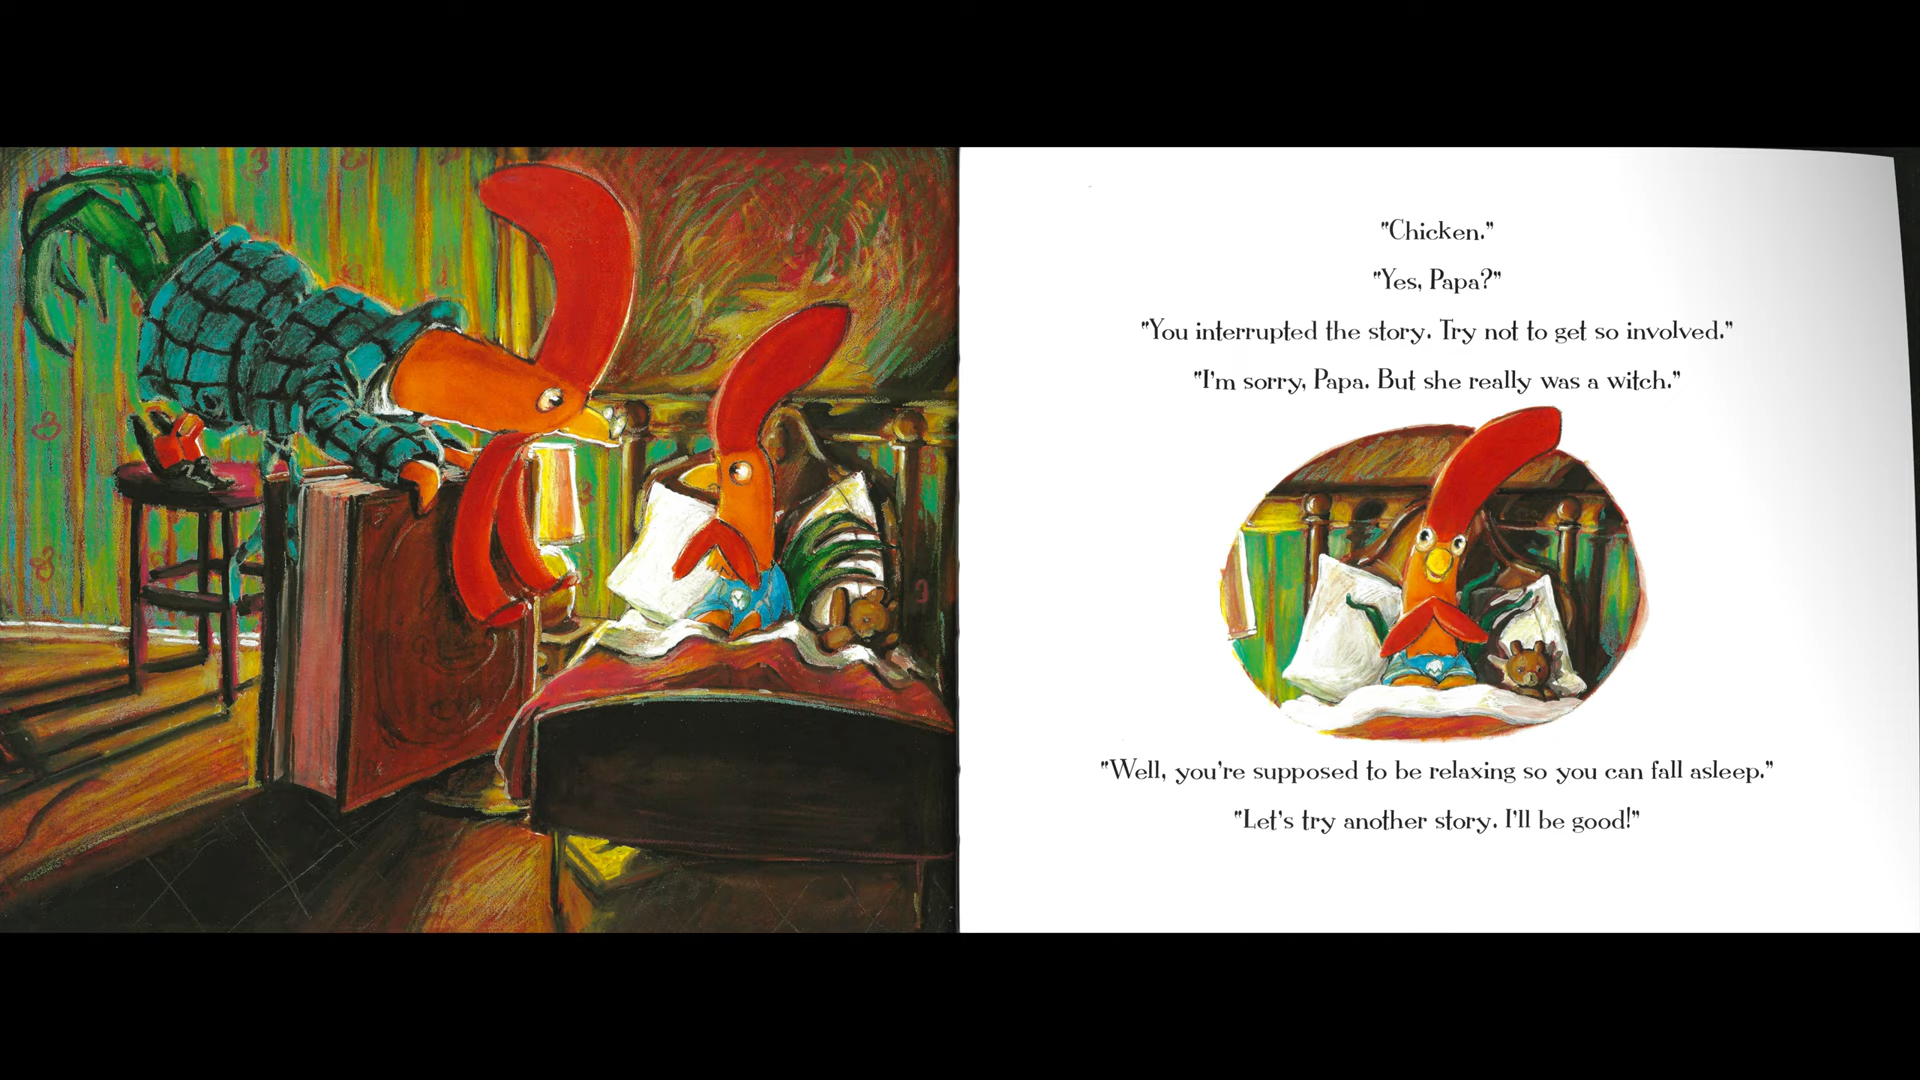 "Chicken."
"Yes, Papa?"
"You interrupted the story. Try not to get so involved."
"I'm sorry, Papa. But she really was a witch."
"Well, you're supposed to be relaxing so you can fall asleep."
"Let's try another story. I'll be good!"